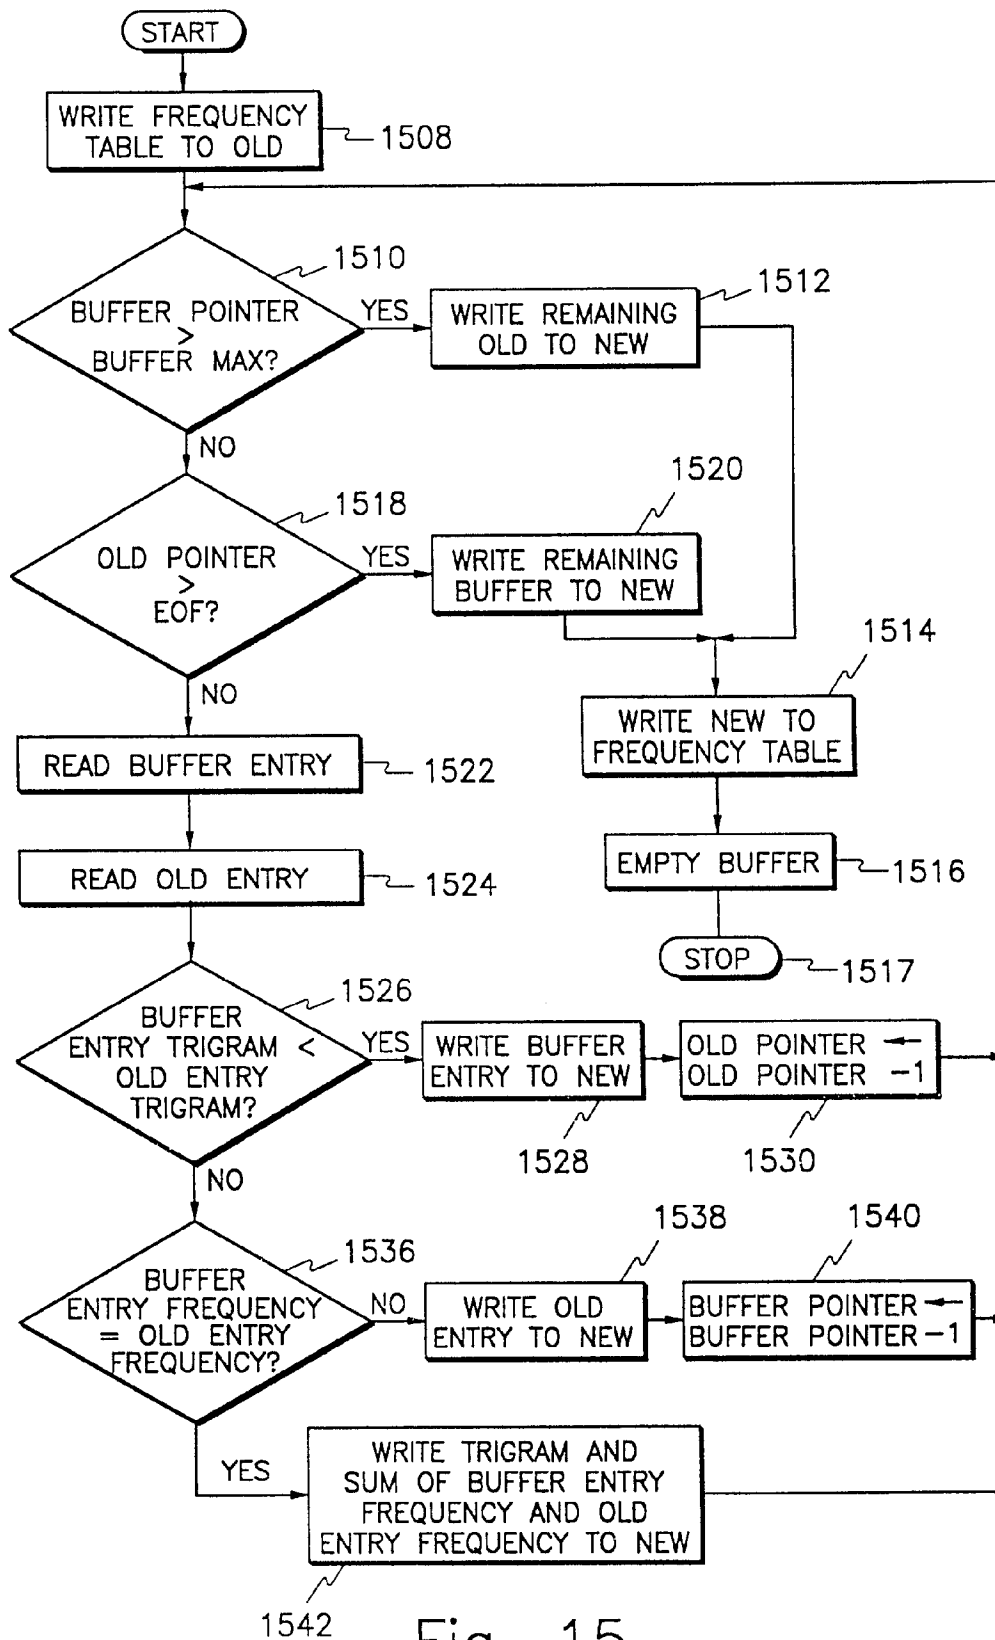 START
WRITE FREQUENCY
TABLE TO OLD
1508
BUFFER POINTER
>
BUFFER MAX?
1510
YES
NO
WRITE REMAINING
OLD TO NEW
1512
OLD POINTER
>
EOF?
1518
YES
NO
WRITE REMAINING
BUFFER TO NEW
1520
WRITE NEW TO
FREQUENCY TABLE
1514
READ BUFFER ENTRY
1522
EMPTY BUFFER
1516
READ OLD ENTRY
1524
STOP
1517
BUFFER
ENTRY TRIGRAM <
OLD ENTRY
TRIGRAM?
1526
YES
NO
WRITE BUFFER
ENTRY TO NEW
1528
OLD POINTER ←
OLD POINTER -1
1530
BUFFER
ENTRY FREQUENCY
= OLD ENTRY
FREQUENCY?
1536
NO
YES
WRITE OLD
ENTRY TO NEW
1538
BUFFER POINTER ←
BUFFER POINTER -1
1540
WRITE TRIGRAM AND
SUM OF BUFFER ENTRY
FREQUENCY AND OLD
ENTRY FREQUENCY TO NEW
1542
Fig. 15